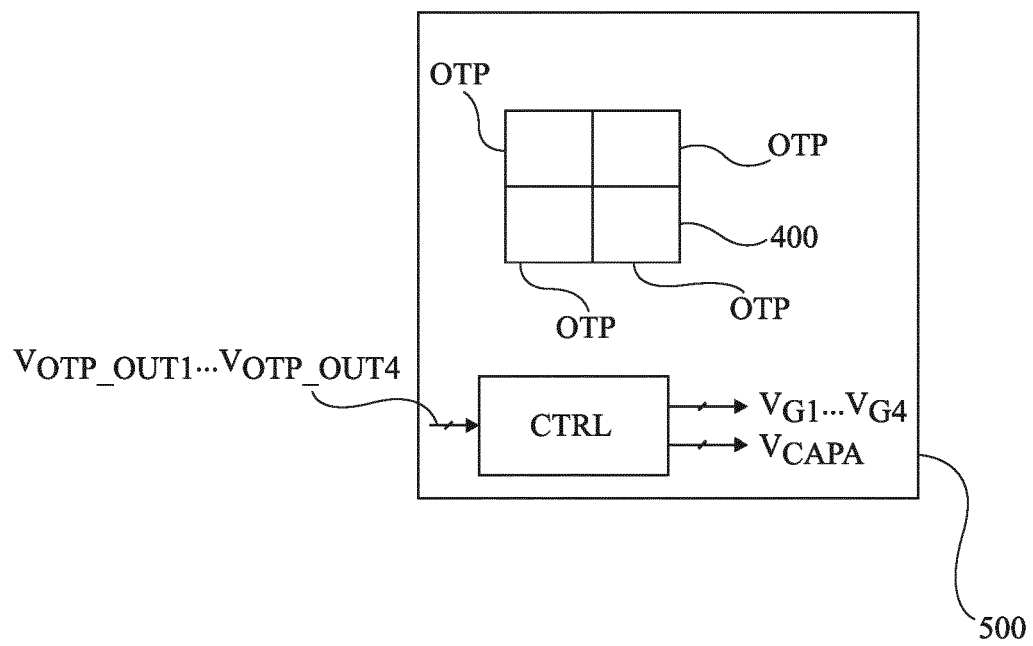 OTP
OTP
400
OTP
OTP
VOTP_OUT1...VOTP_OUT4
CTRL
VG1...VG4
VCAPA
500